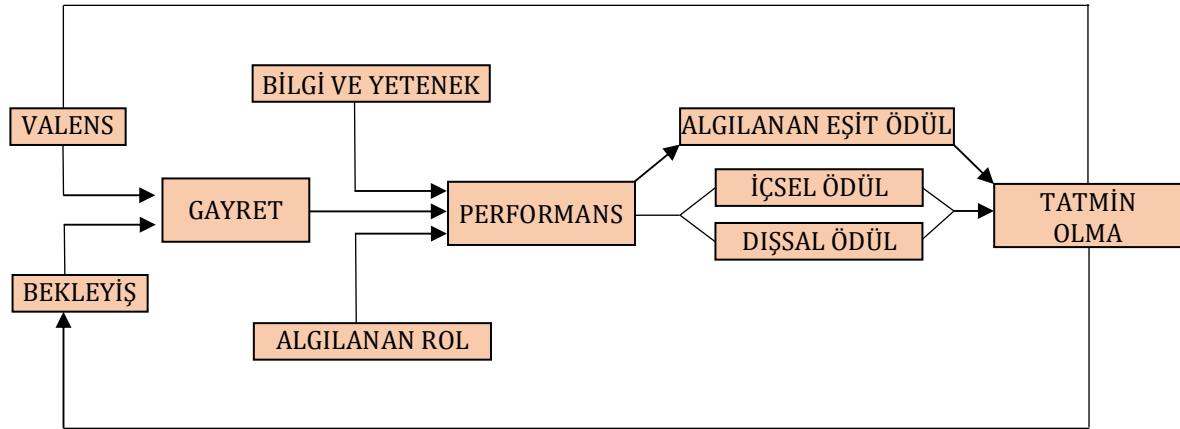 BİLGİ VE YETENEK
VALENS
ALGILANAN EŞİT ÖDÜL
GAYRET
PERFORMANS
İÇSEL ÖDÜL
DIŞSAL ÖDÜL
TATMİN
OLMA
BEKLEYİŞ
ALGILANAN ROL